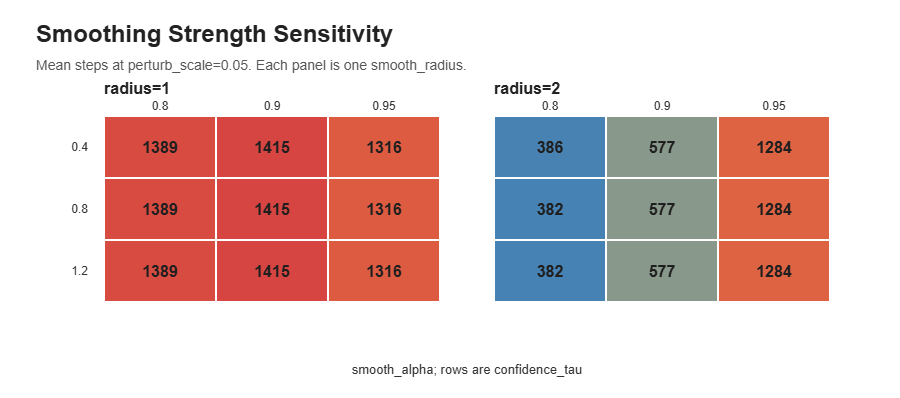 Smoothing Strength Sensitivity
Mean steps at perturb_scale=0.05. Each panel is one smooth_radius.
radius=1
0.8 0.9 0.95
0.4 1389 1415 1316
0.8 1389 1415 1316
1.2 1389 1415 1316
radius=2
0.8 0.9 0.95
386 577 1284
382 577 1284
382 577 1284
smooth_alpha; rows are confidence_tau